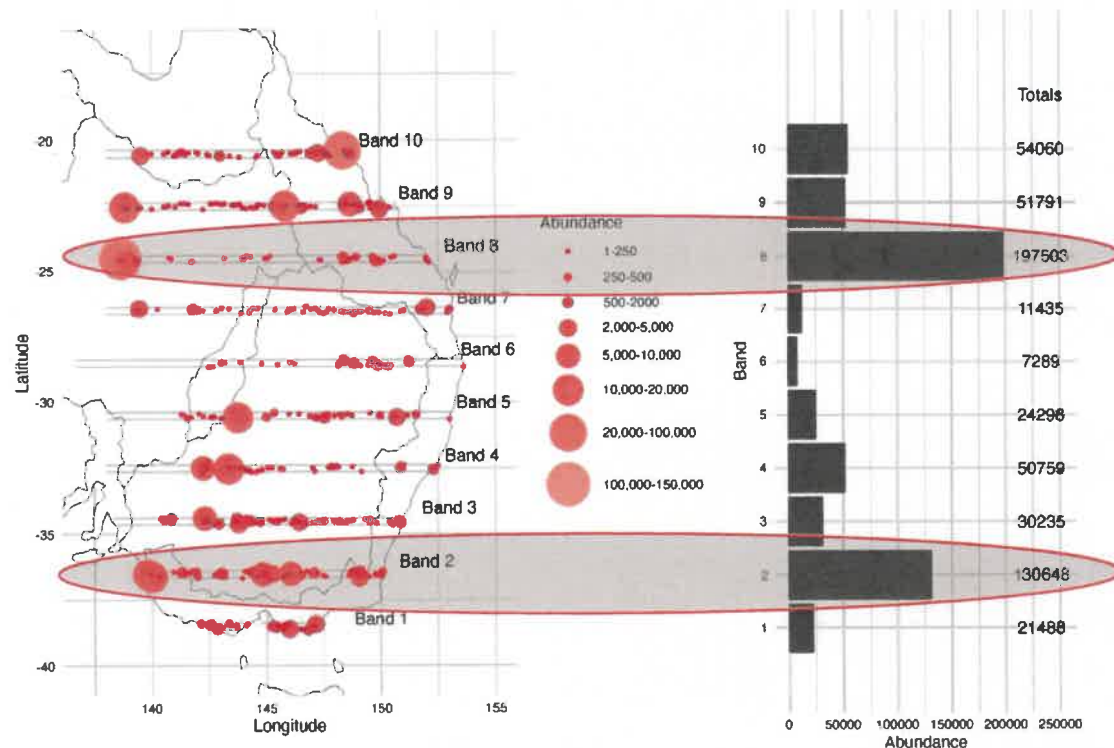 Totals
-20
Band 10
10
54060
Band 9
9
51791
Abundance
Band 8
1-250
8
197503
-25
250-500
Band 7
500-2000
7
11435
2,000-5,000
Band 6
6
7289
5,000-10,000
Latitude
Band
10,000-20.000
-30
Band 5
5
24296
20,000-100,000
Band 4
4
50759
100,000-150.000
Band 3
3
30235
-35
Band 2
2
130648
Band 1
1
21488
-40
140
145
150
155
Longitude
0
50000
100000
150000
200000
250000
Abundance